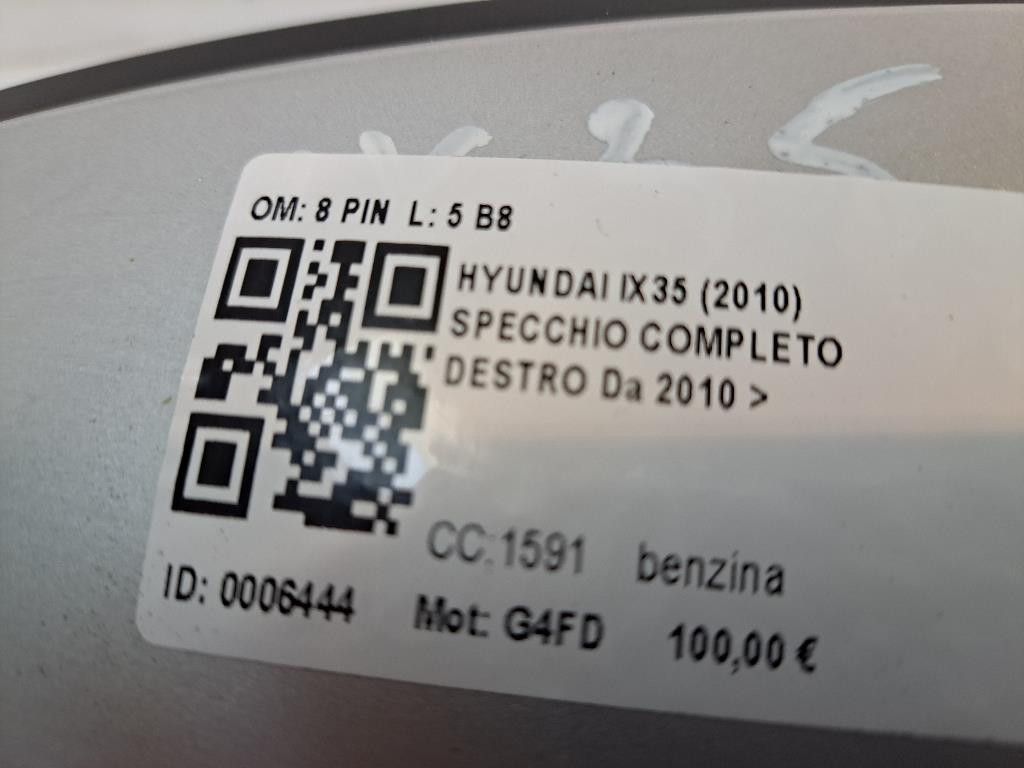 OM: 8 PIN L: 5 B8
HYUNDAI IX35 (2010)
SPECCHIO COMPLETO
DESTRO Da 2010 >
CC:1591 benzina
ID: 0006444
Mot: G4FD 100,00 €